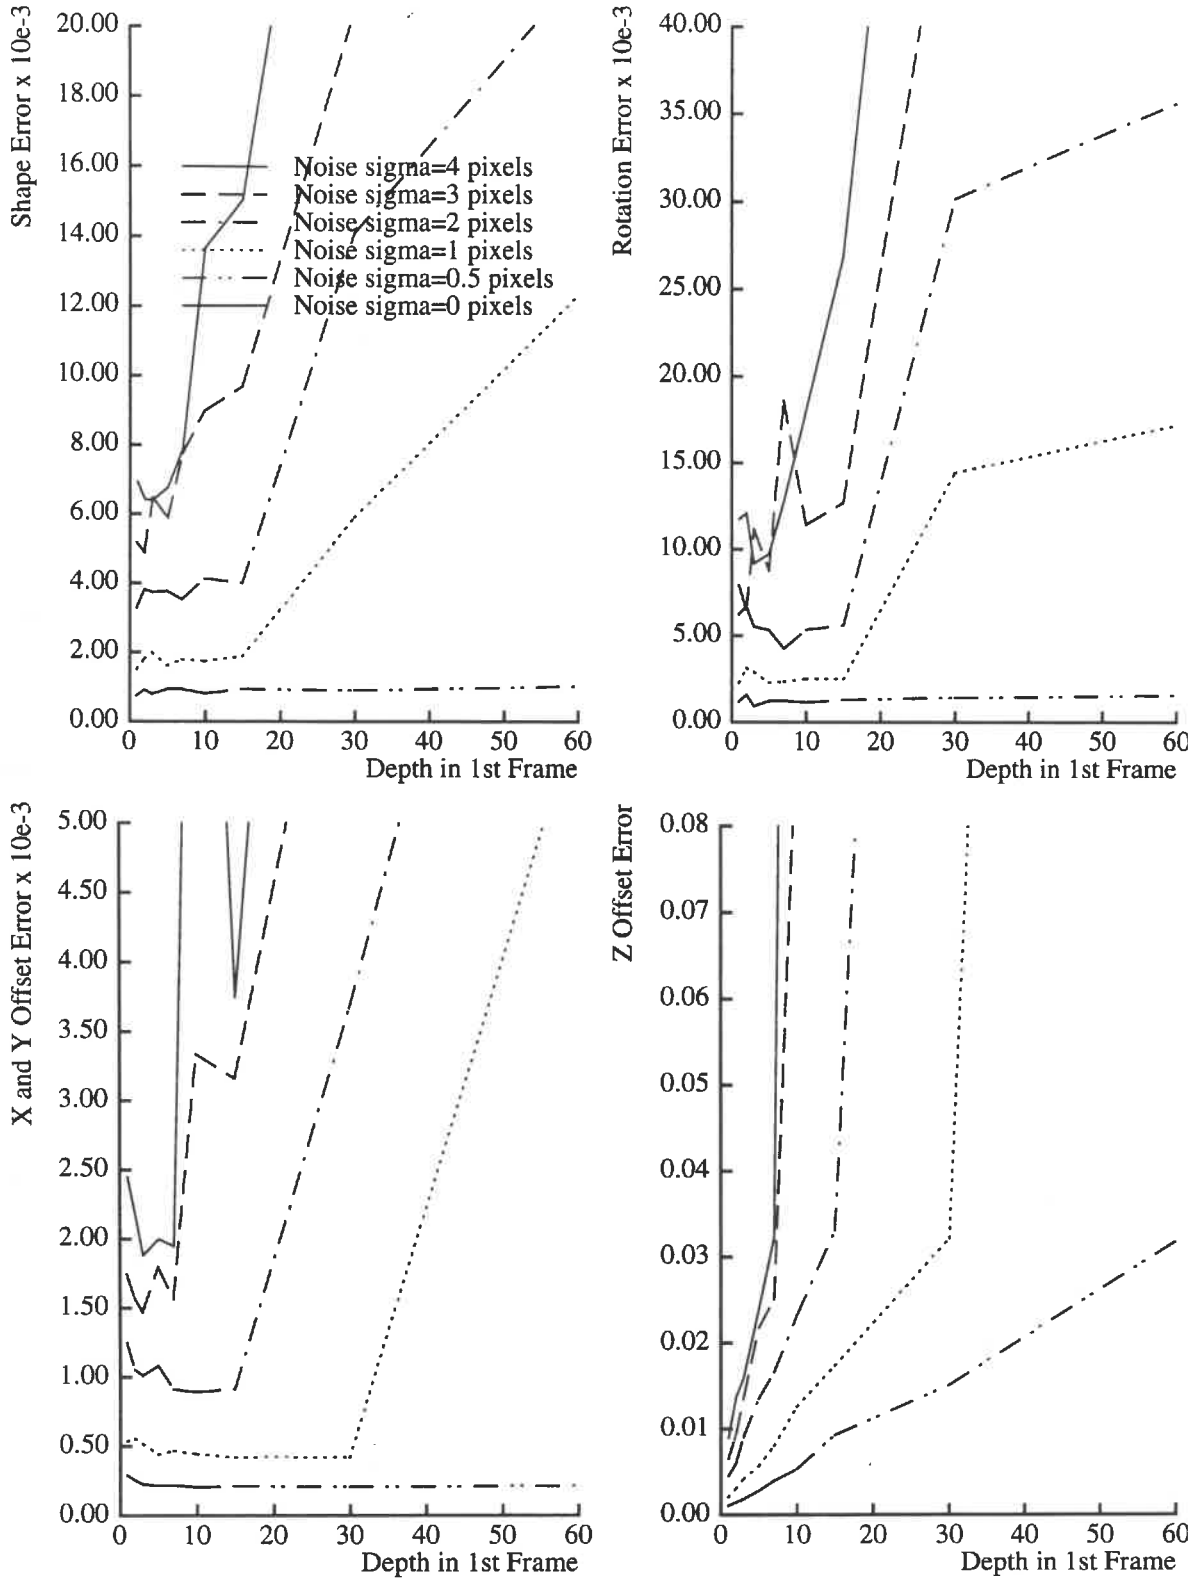 Shape Error x 10e-3
20.00
18.00
16.00
14.00
12.00
10.00
8.00
6.00
4.00
2.00
0.00
Noise sigma=4 pixels
Noise sigma=3 pixels
Noise sigma=2 pixels
Noise sigma=1 pixels
Noise sigma=0.5 pixels
Noise sigma=0 pixels
0 10 20 30 40 50 60
Depth in 1st Frame
Rotation Error x 10e-3
40.00
35.00
30.00
25.00
20.00
15.00
10.00
5.00
0.00
0 10 20 30 40 50 60
Depth in 1st Frame
X and Y Offset Error x 10e-3
5.00
4.50
4.00
3.50
3.00
2.50
2.00
1.50
1.00
0.50
0.00
0 10 20 30 40 50 60
Depth in 1st Frame
Z Offset Error
0.08
0.07
0.06
0.05
0.04
0.03
0.02
0.01
0.00
0 10 20 30 40 50 60
Depth in 1st Frame